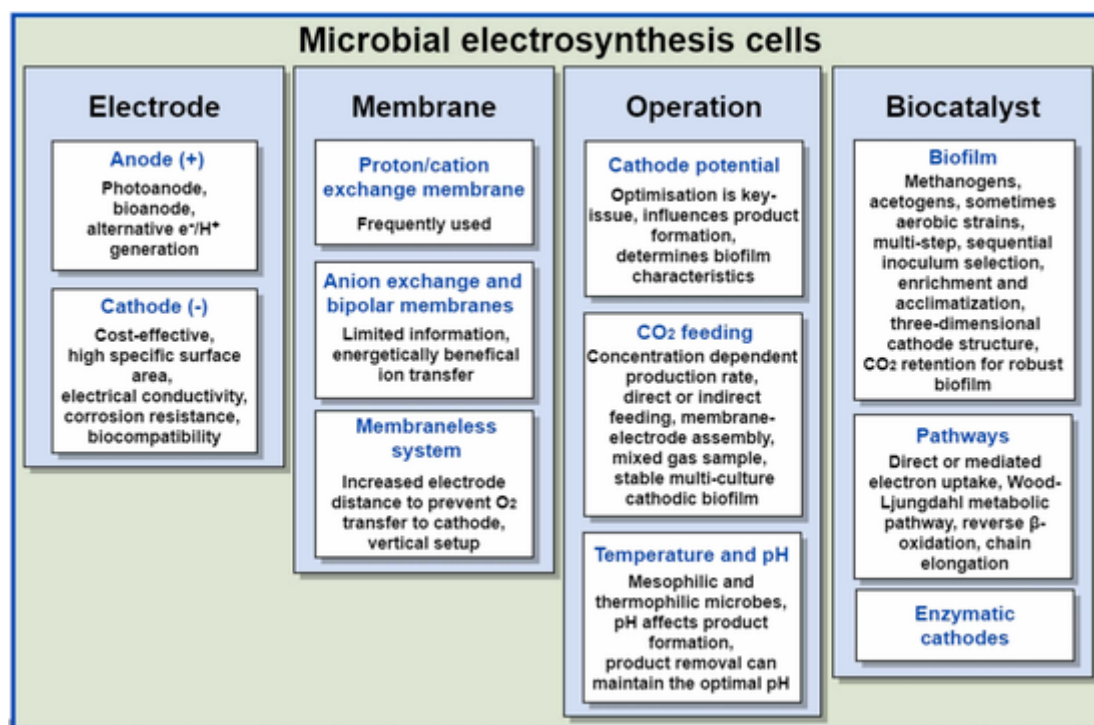 Microbial electrosynthesis cells
Electrode
Anode (+)
Photoanode,
bioanode,
alternative e⁻/H⁺
generation
Cathode (-)
Cost-effective,
high specific surface
area,
electrical conductivity,
corrosion resistance,
biocompatibility
Membrane
Proton/cation
exchange membrane
Frequently used
Anion exchange and
bipolar membranes
Limited information,
energetically benefical
ion transfer
Membraneless
system
Increased electrode
distance to prevent O₂
transfer to cathode,
vertical setup
Operation
Cathode potential
Optimisation is key-
issue, influences product
formation,
determines biofilm
characteristics
CO₂ feeding
Concentration dependent
production rate,
direct or indirect
feeding, membrane-
electrode assembly,
mixed gas sample,
stable multi-culture
cathodic biofilm
Temperature and pH
Mesophilic and
thermophilic microbes,
pH affects product
formation,
product removal can
maintain the optimal pH
Biocatalyst
Biofilm
Methanogens,
acetogens, sometimes
aerobic strains,
multi-step, sequential
inoculum selection,
enrichment and
acclimatization,
three-dimensional
cathode structure,
CO₂ retention for robust
biofilm
Pathways
Direct or mediated
electron uptake, Wood-
Ljungdahl metabolic
pathway, reverse β-
oxidation, chain
elongation
Enzymatic
cathodes